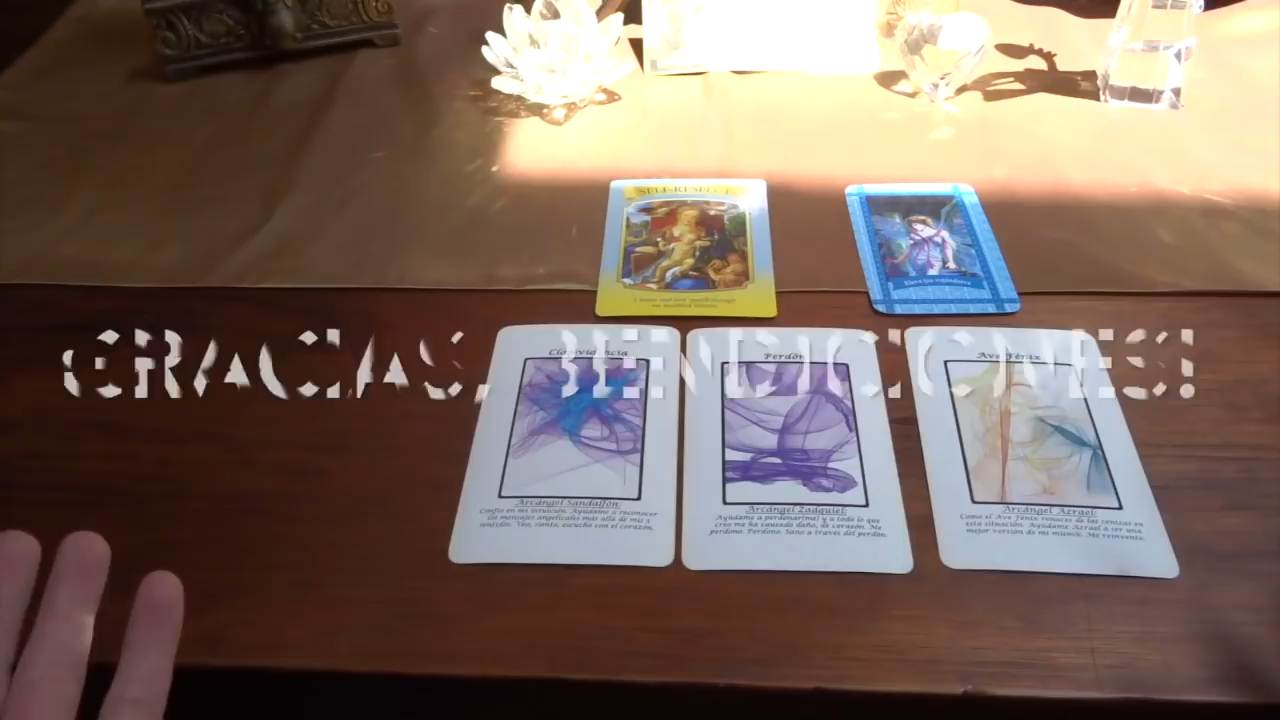 SELF-RESPECT
GRACIAS, BENDICIONES!
Clarividencia
Arcángel Sandalfón:
Confío en mi intuición. Ayúdame a reconocer
los mensajes angelicales más allá de mis 5
sentidos. Veo, siento, escucho con el corazón.
Perdón
Arcángel Zadquiel:
Ayúdame a perdonar(me) y a todo lo que
creo me ha causado daño, de corazón. Me
perdono. Perdono. Sano a través del perdón.
Ave Fénix
Arcángel Azrael:
Como el Ave Fénix renazco de las cenizas en
esta situación. Ayúdame Azrael a ser una
mejor versión de mi mismx. Me reinvento.